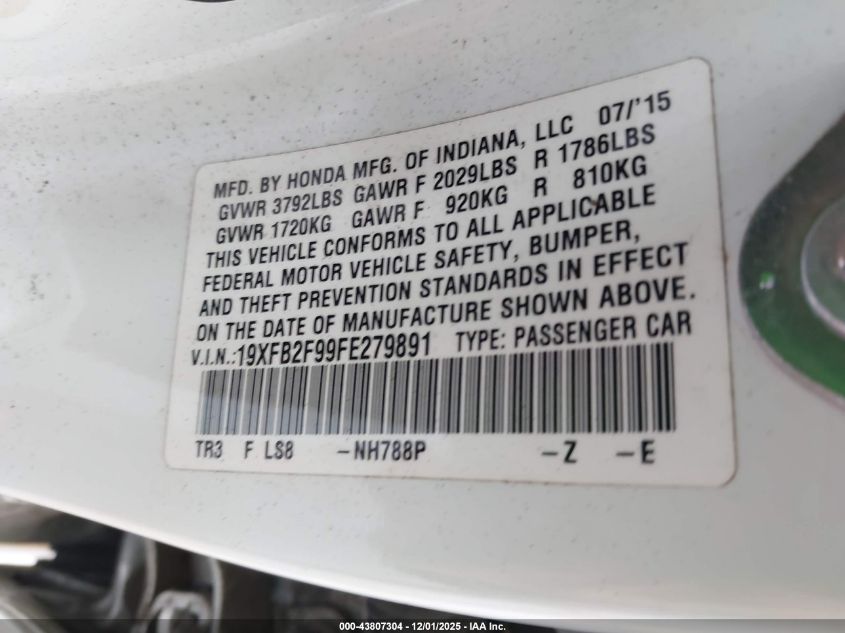 MFD. BY HONDA MFG. OF INDIANA, LLC 07/'15
GVWR 3792LBS GAWR F 2029LBS R 1786LBS
GVWR 1720KG GAWR F 920KG R 810KG
THIS VEHICLE CONFORMS TO ALL APPLICABLE
FEDERAL MOTOR VEHICLE SAFETY, BUMPER,
AND THEFT PREVENTION STANDARDS IN EFFECT
ON THE DATE OF MANUFACTURE SHOWN ABOVE.
V.I.N.:19XFB2F99FE279891 TYPE: PASSENGER CAR
TR3 F LS8 -NH788P -Z -E
000-43807304 - 12/01/2025 - IAA Inc.